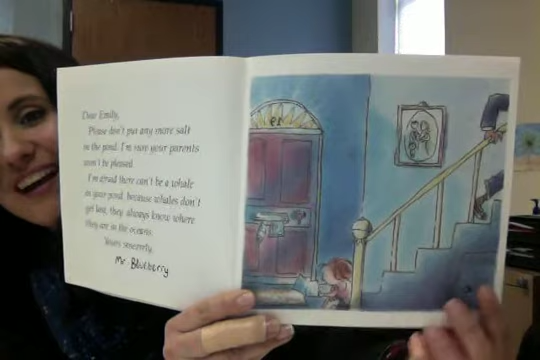 Dear Emily,
Please don't put any more salt
in the pond. I'm sure your parents
won't be pleased.
I'm afraid there can't be a whale
in your pond, because whales don't
get lost, they always know where
they are in the oceans.
Yours sincerely,
Mr. Blueberry